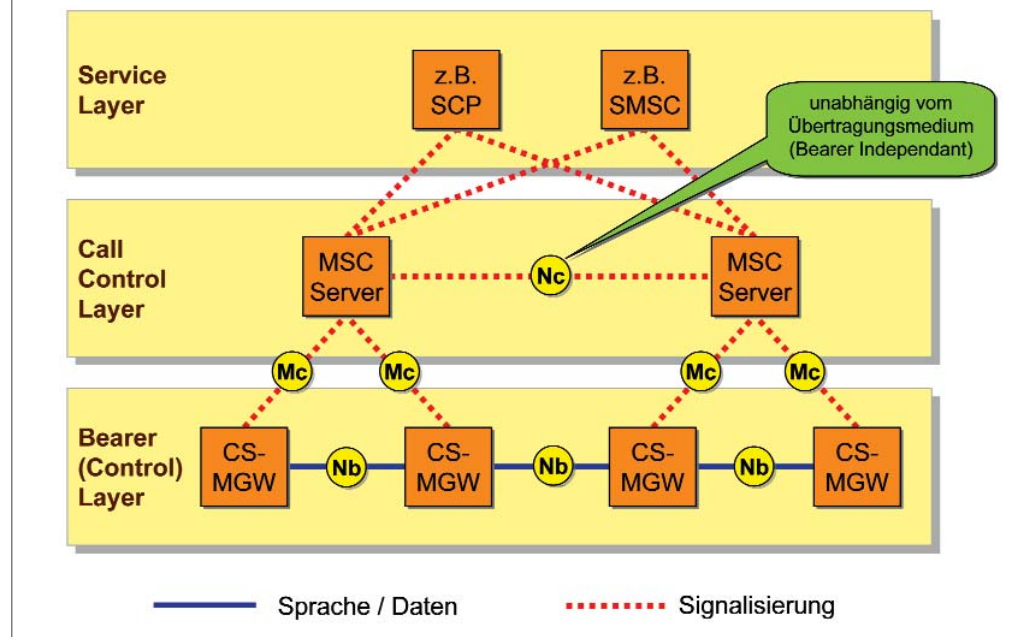 Service
Layer
z.B.
SCP
z.B.
SMSC
unabhängig vom
Übertragungsmedium
(Bearer Independant)
Call
Control
Layer
MSC
Server
Nc
MSC
Server
Mc
Mc
Mc
Mc
Bearer
(Control)
Layer
CS-
MGW
Nb
CS-
MGW
Nb
CS-
MGW
Nb
CS-
MGW
Sprache / Daten
Signalisierung